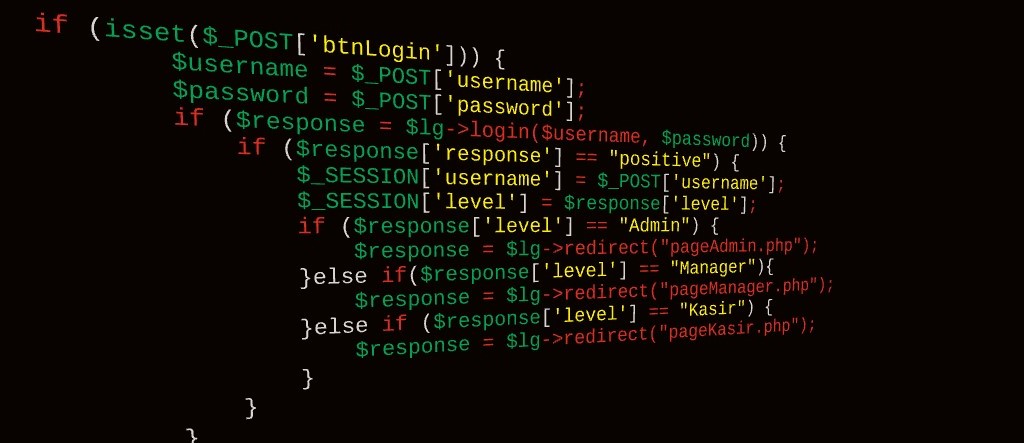 if (isset($_POST['btnLogin'])) {
$username = $_POST['username'];
$password = $_POST['password'];
if ($response = $lg->login($username, $password)) {
if ($response['response'] == "positive") {
$_SESSION['username'] = $_POST['username'];
$_SESSION['level'] = $response['level'];
if ($response['level'] == "Admin") {
$response = $lg->redirect("pageAdmin.php");
}else if($response['level'] == "Manager"){
$response = $lg->redirect("pageManager.php");
}else if ($response['level'] == "Kasir") {
$response = $lg->redirect("pageKasir.php");
}
}
}